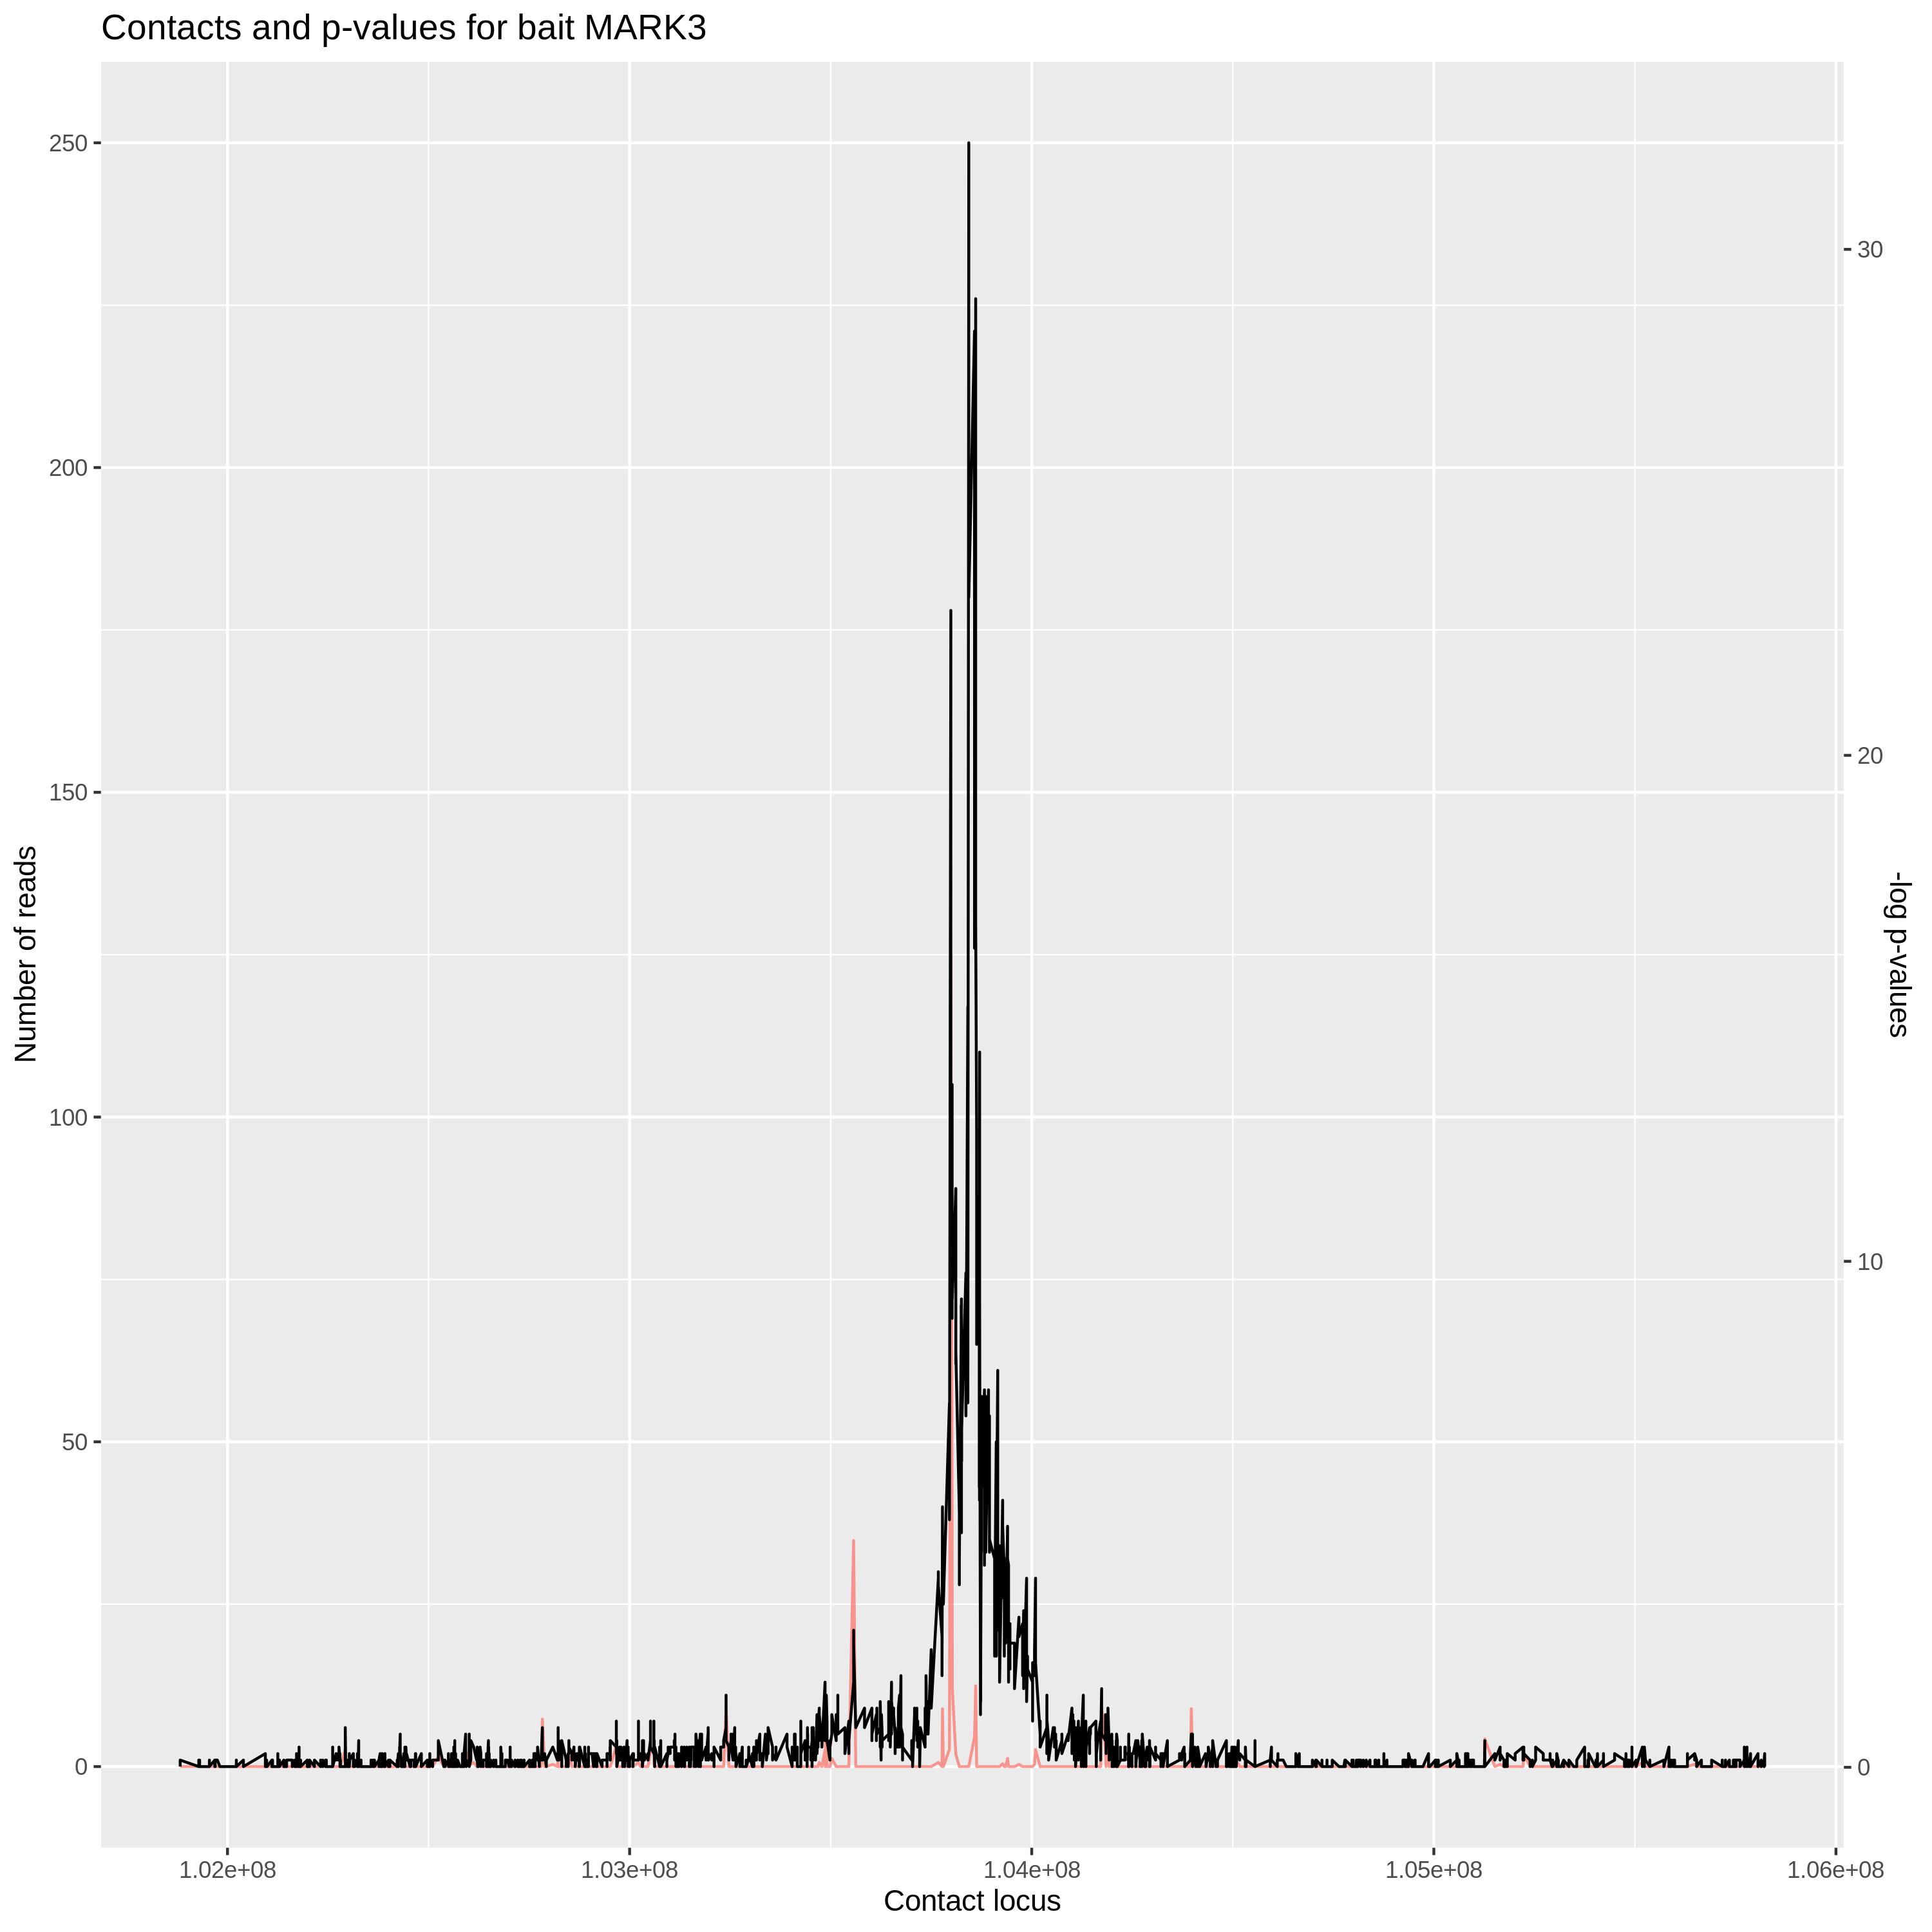 Contacts and p-values for bait MARK3
250
200
150
100
50
0
Number of reads
30
20
10
0
-log p-values
1.02e+08
1.03e+08
1.04e+08
1.05e+08
1.06e+08
Contact locus